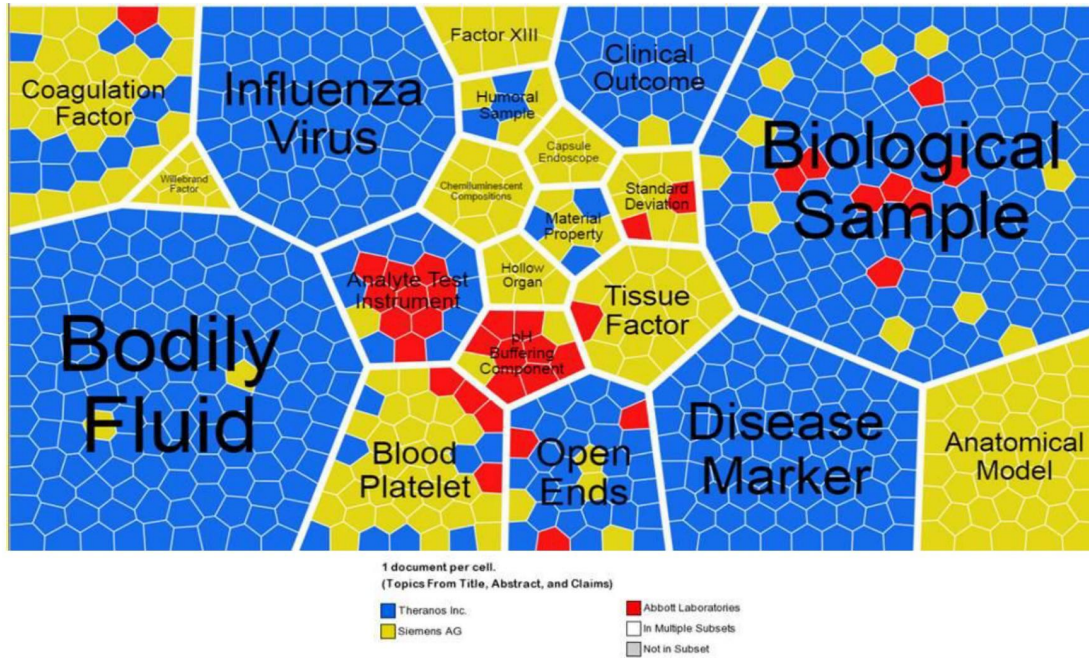 Coagulation
Factor
Influenza
Virus
Factor XIII
Clinical
Outcome
Humoral
Sample
Biological
Sample
Capsule
Endoscope
Willebrand
Factor
Chemiluminescent
Compositions
Standard
Deviation
Material
Property
Analyte Test
Instrument
Hollow
Organ
Tissue
Factor
Bodily
Fluid
pH
Buffering
Component
Blood
Platelet
Open
Ends
Disease
Marker
Anatomical
Model
1 document per cell.
(Topics From Title, Abstract, and Claims)
Theranos Inc.
Siemens AG
Abbott Laboratories
In Multiple Subsets
Not in Subset